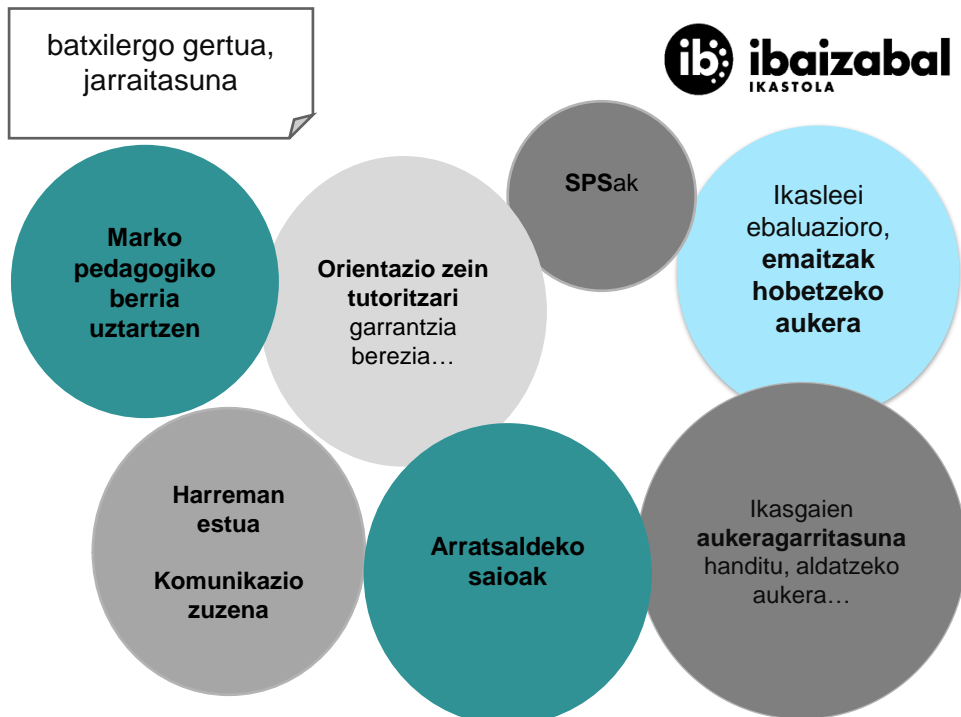 batxilergo gertua,
jarraitasuna
ib
ibaizabal
IKASTOLA
Marko
pedagogiko
berria
uztartzen
Orientazio zein
tutoritzari
garrantzia
berezia…
SPSak
Ikasleei
ebaluazioro,
emaitzak
hobetzeko
aukera
Harreman
estua
Komunikazio
zuzena
Arratsaldeko
saioak
Ikasgaien
aukeragarritasuna
handitu, aldatzeko
aukera…